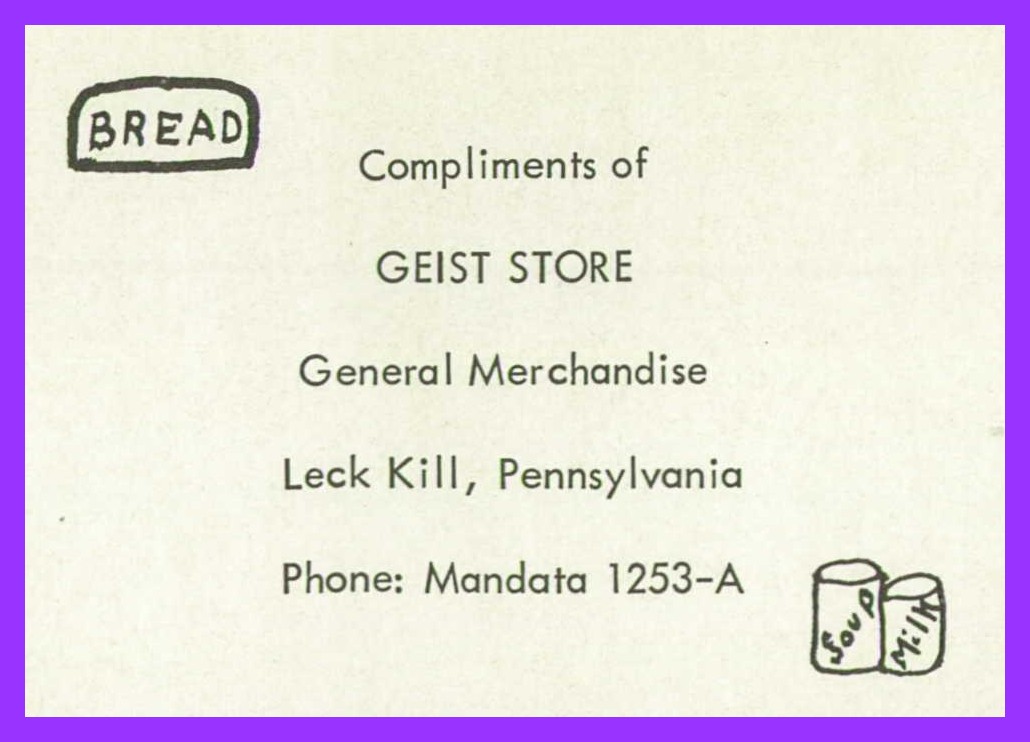 BREAD
Compliments of
GEIST STORE
General Merchandise
Leck Kill, Pennsylvania
Phone: Mandata 1253-A
Soup
Milk